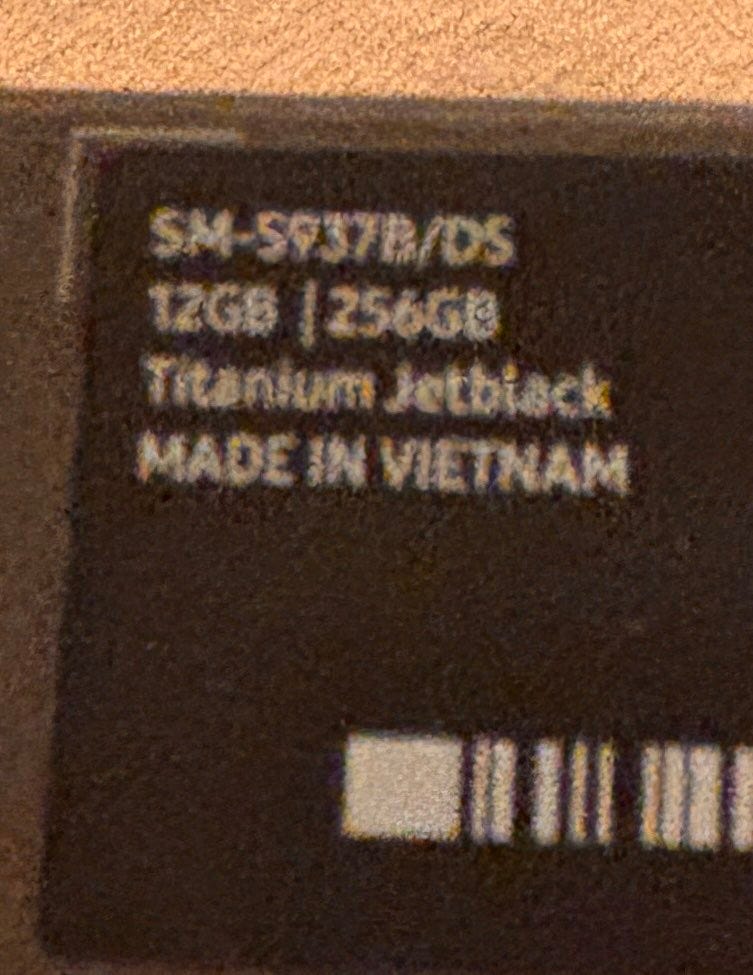 SM-S937B/DS
12GB | 256GB
Titanium Jetblack
MADE IN VIETNAM